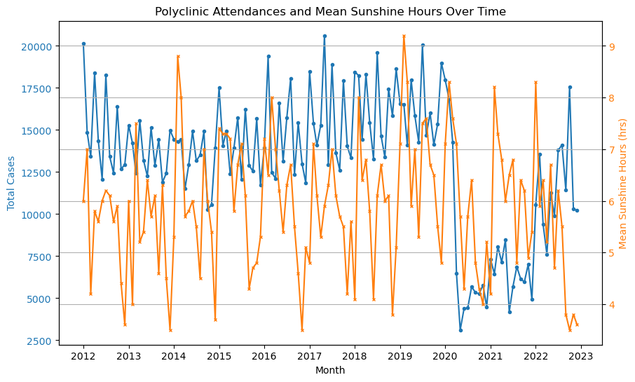 Polyclinic Attendances and Mean Sunshine Hours Over Time
20000
17500
15000
12500
10000
7500
5000
2500
Total Cases
9
8
7
6
5
4
Mean Sunshine Hours (hrs)
2012 2013 2014 2015 2016 2017 2018 2019 2020 2021 2022 2023
Month